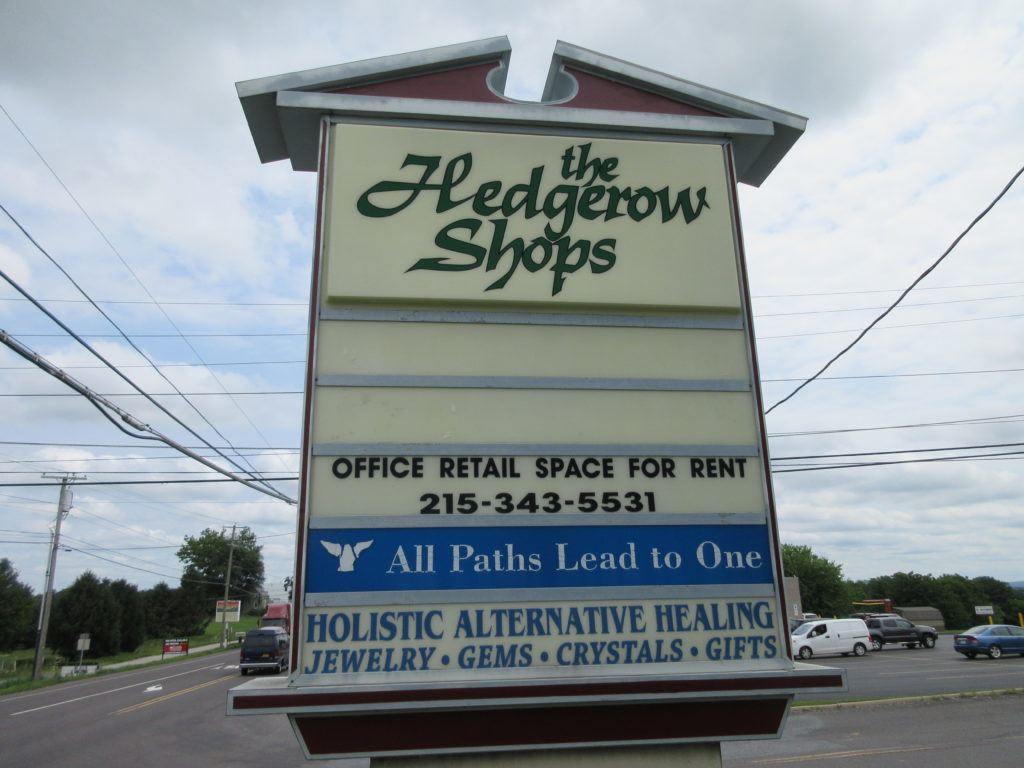 the
Hedgerow
Shops
OFFICE RETAIL SPACE FOR RENT
215-343-5531
All Paths Lead to One
HOLISTIC ALTERNATIVE HEALING
JEWELRY • GEMS • CRYSTALS • GIFTS